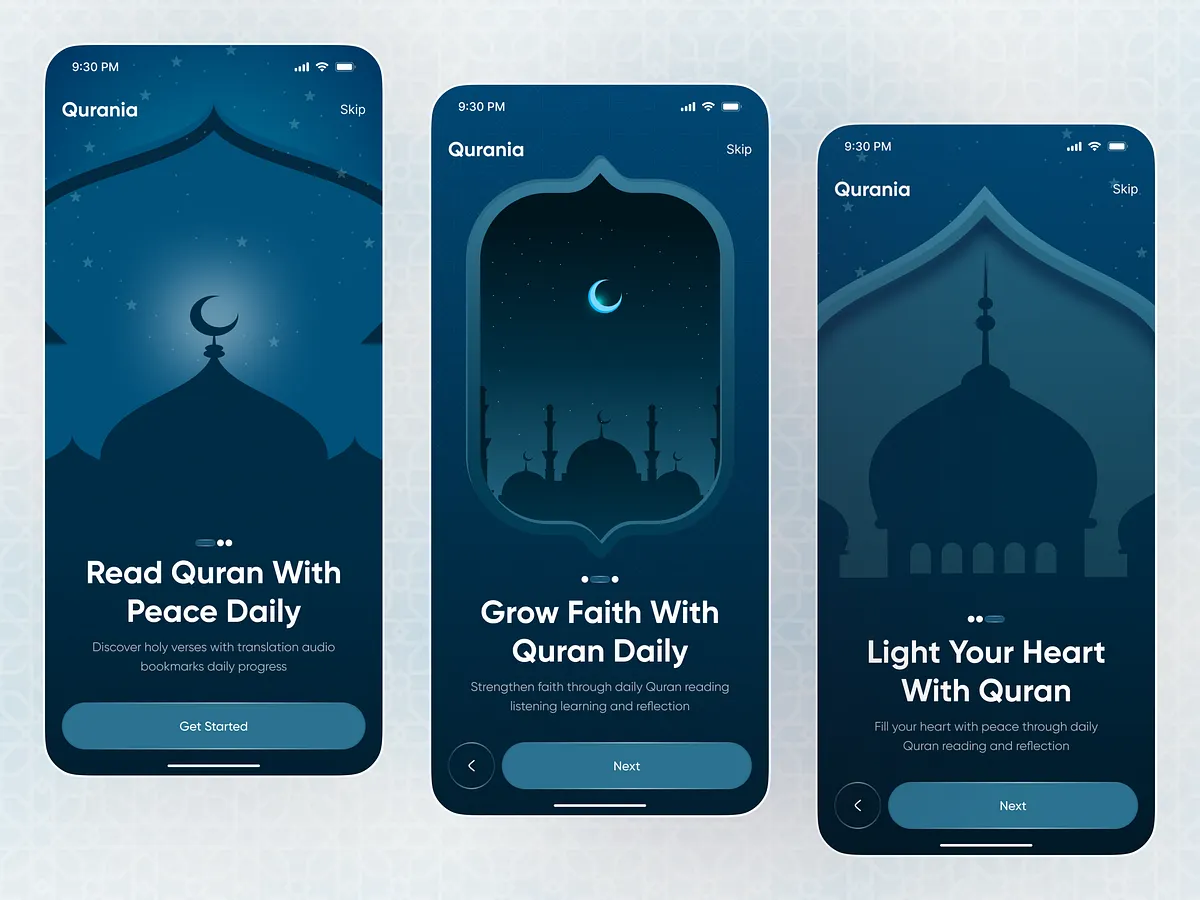 9:30 PM
Qurania
Skip
Read Quran With
Peace Daily
Discover holy verses with translation audio
bookmarks daily progress
Get Started
9:30 PM
Qurania
Skip
Grow Faith With
Quran Daily
Strengthen faith through daily Quran reading
listening learning and reflection
Next
9:30 PM
Qurania
Skip
Light Your Heart
With Quran
Fill your heart with peace through daily
Quran reading and reflection
Next